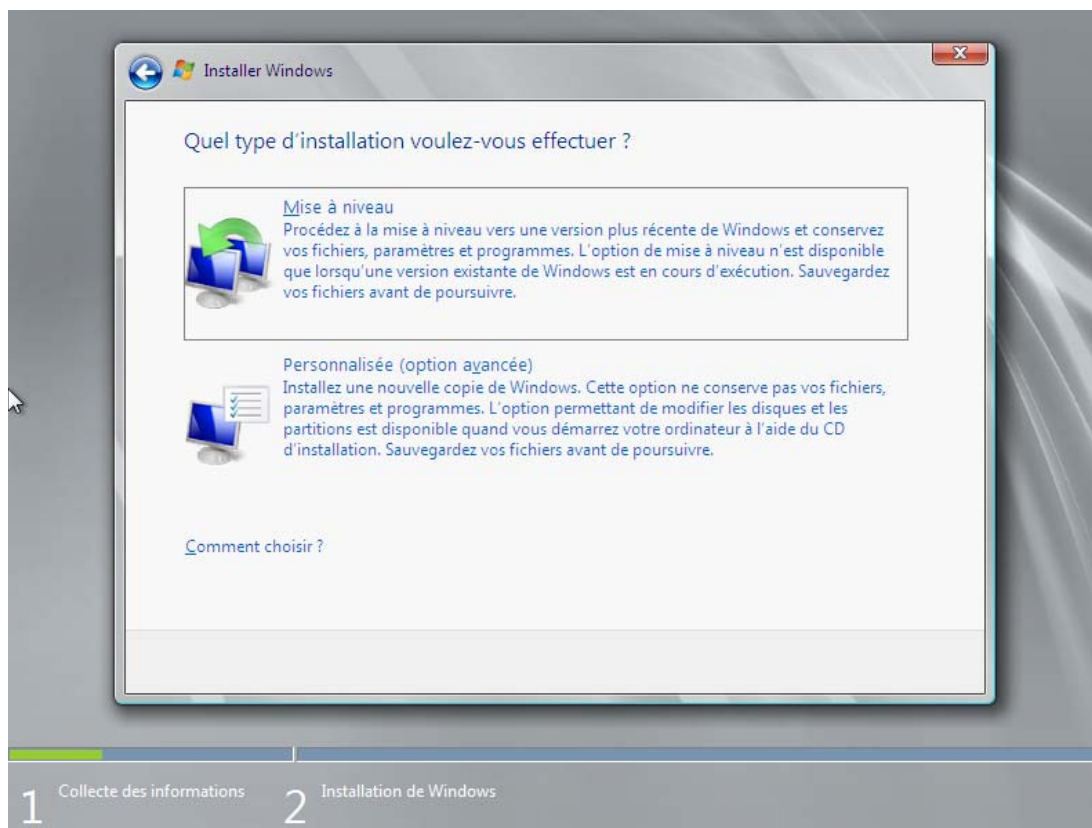 Installer Windows
Quel type d'installation voulez-vous effectuer ?
Mise à niveau
Procédez à la mise à niveau vers une version plus récente de Windows et conservez
vos fichiers, paramètres et programmes. L'option de mise à niveau n'est disponible
que lorsqu'une version existante de Windows est en cours d'exécution. Sauvegardez
vos fichiers avant de poursuivre.
Personnalisée (option avancée)
Installez une nouvelle copie de Windows. Cette option ne conserve pas vos fichiers,
paramètres et programmes. L'option permettant de modifier les disques et les
partitions est disponible quand vous démarrez votre ordinateur à l'aide du CD
d'installation. Sauvegardez vos fichiers avant de poursuivre.
Comment choisir ?
1 Collecte des informations
2 Installation de Windows